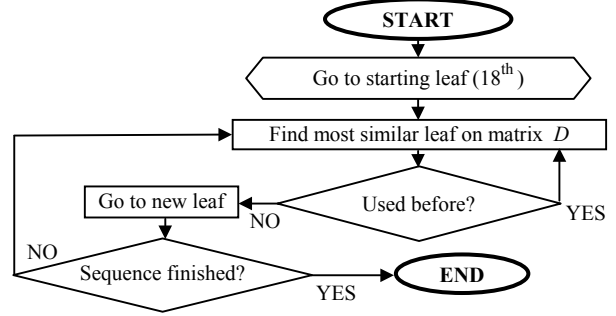 START
Go to starting leaf (18th)
Find most similar leaf on matrix D
Used before?
YES
NO
Go to new leaf
Sequence finished?
NO
YES
END